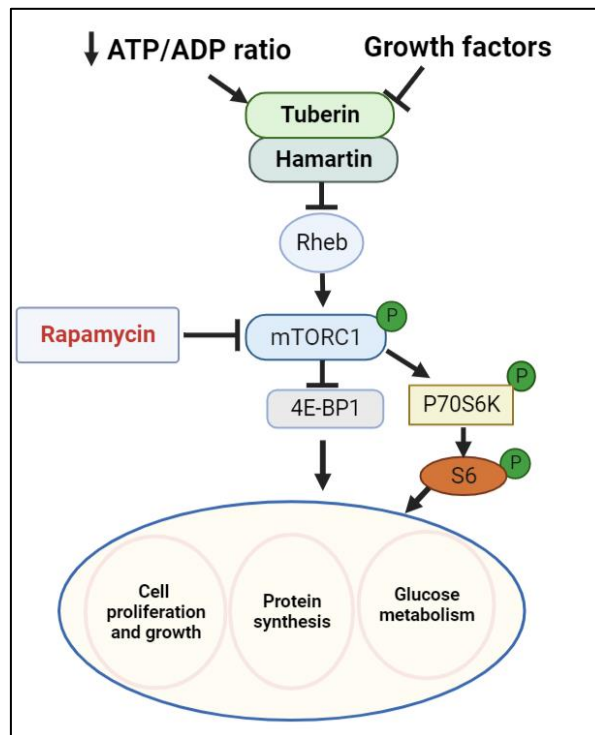 ↓ ATP/ADP ratio
Growth factors
Tuberin
Hamartin
Rheb
Rapamycin
mTORC1
P
4E-BP1
P70S6K
P
S6
P
Cell
proliferation
and growth
Protein
synthesis
Glucose
metabolism